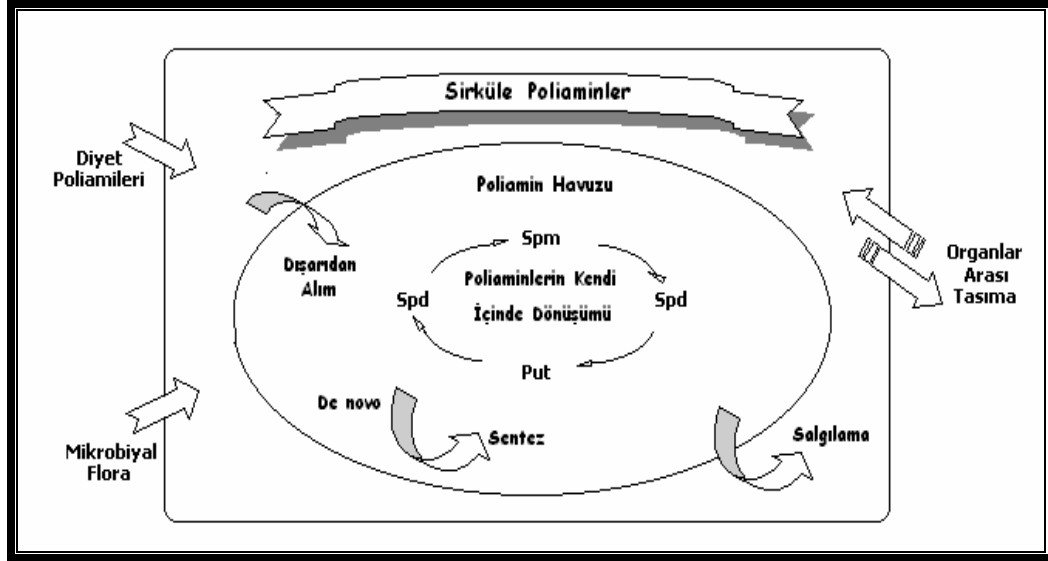 Sirküle Poliaminler
Diyet
Poliamileri
Poliamin Havuzu
Dışarıdan
Alım
Spm
Poliaminlerin Kendi
İçinde Dönüşümü
Spd
Spd
Put
Organlar
Arası
Tasıma
De novo
Sentez
Salgılama
Mikrobiyal
Flora